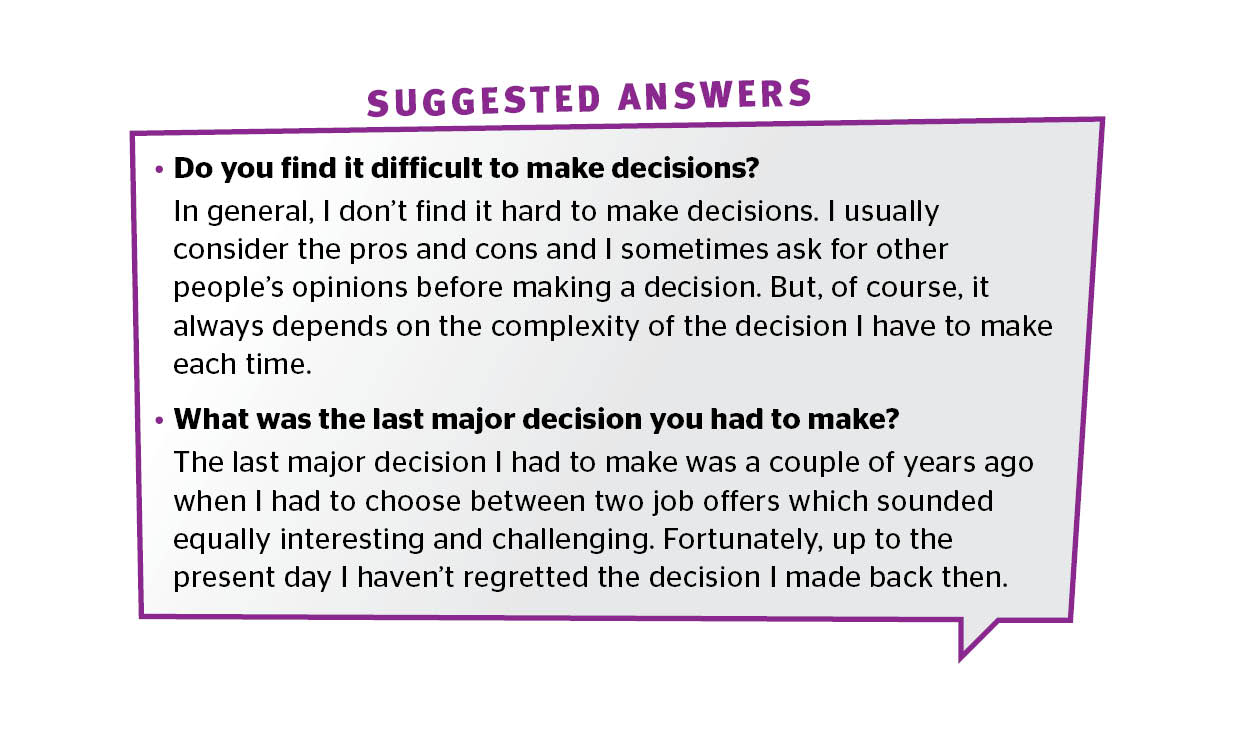 SUGGESTED ANSWERS
• Do you find it difficult to make decisions?
In general, I don’t find it hard to make decisions. I usually
consider the pros and cons and I sometimes ask for other
people’s opinions before making a decision. But, of course, it
always depends on the complexity of the decision I have to make
each time.
• What was the last major decision you had to make?
The last major decision I had to make was a couple of years ago
when I had to choose between two job offers which sounded
equally interesting and challenging. Fortunately, up to the
present day I haven’t regretted the decision I made back then.